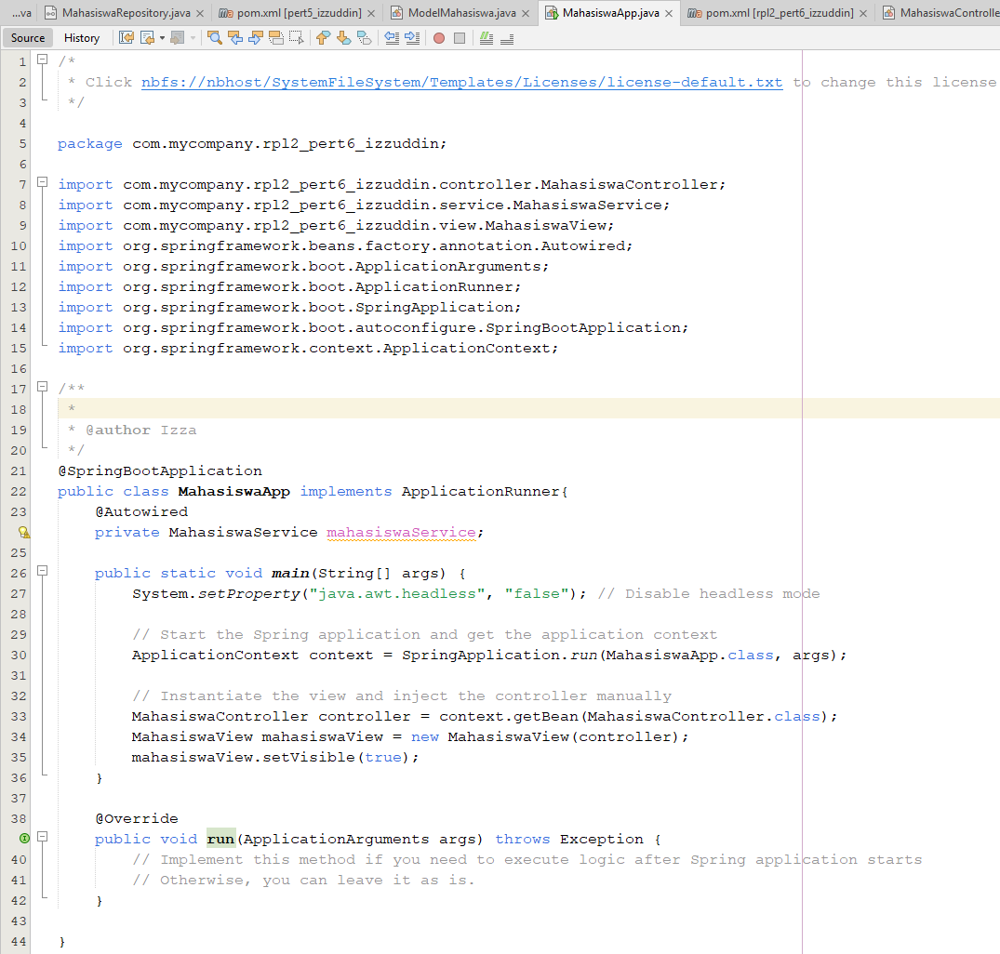 ...va MahasiswaRepository.java pom.xml [pert5_izzuddin] ModelMahasiswa.java MahasiswaApp.java pom.xml [rpl2_pert6_izzuddin] MahasiswaControlle
Source History
1 /*
2 * Click nbfs://nbhost/SystemFileSystem/Templates/Licenses/license-default.txt to change this license
3 */
4
5 package com.mycompany.rpl2_pert6_izzuddin;
6
7 import com.mycompany.rpl2_pert6_izzuddin.controller.MahasiswaController;
8 import com.mycompany.rpl2_pert6_izzuddin.service.MahasiswaService;
9 import com.mycompany.rpl2_pert6_izzuddin.view.MahasiswaView;
10 import org.springframework.beans.factory.annotation.Autowired;
11 import org.springframework.boot.ApplicationArguments;
12 import org.springframework.boot.ApplicationRunner;
13 import org.springframework.boot.SpringApplication;
14 import org.springframework.boot.autoconfigure.SpringBootApplication;
15 import org.springframework.context.ApplicationContext;
16
17 /**
18 *
19 * @author Izza
20 */
21 @SpringBootApplication
22 public class MahasiswaApp implements ApplicationRunner{
23 @Autowired
private MahasiswaService mahasiswaService;
25
26 public static void main(String[] args) {
27 System.setProperty("java.awt.headless", "false"); // Disable headless mode
28
29 // Start the Spring application and get the application context
30 ApplicationContext context = SpringApplication.run(MahasiswaApp.class, args);
31
32 // Instantiate the view and inject the controller manually
33 MahasiswaController controller = context.getBean(MahasiswaController.class);
34 MahasiswaView mahasiswaView = new MahasiswaView(controller);
35 mahasiswaView.setVisible(true);
36 }
37
38 @Override
public void run(ApplicationArguments args) throws Exception {
40 // Implement this method if you need to execute logic after Spring application starts
41 // Otherwise, you can leave it as is.
42 }
43
44 }